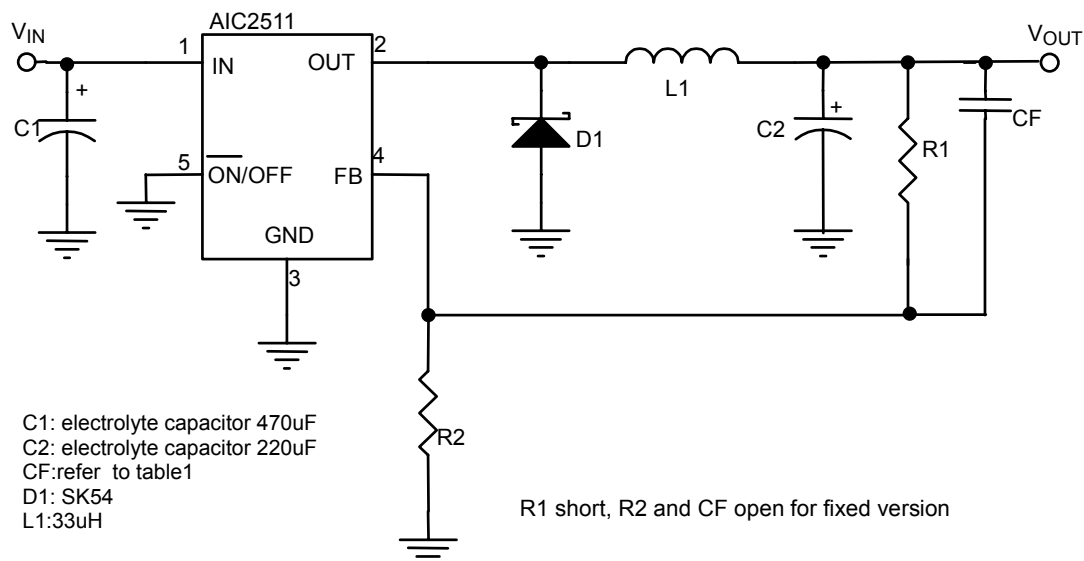 AIC2511
V_IN
1
IN
OUT
2
V_OUT
+
C1
5
ON/OFF
FB
4
GND
3
D1
L1
+
C2
R1
CF
R2
C1: electrolyte capacitor 470uF
C2: electrolyte capacitor 220uF
CF:refer to table1
D1: SK54
L1:33uH
R1 short, R2 and CF open for fixed version